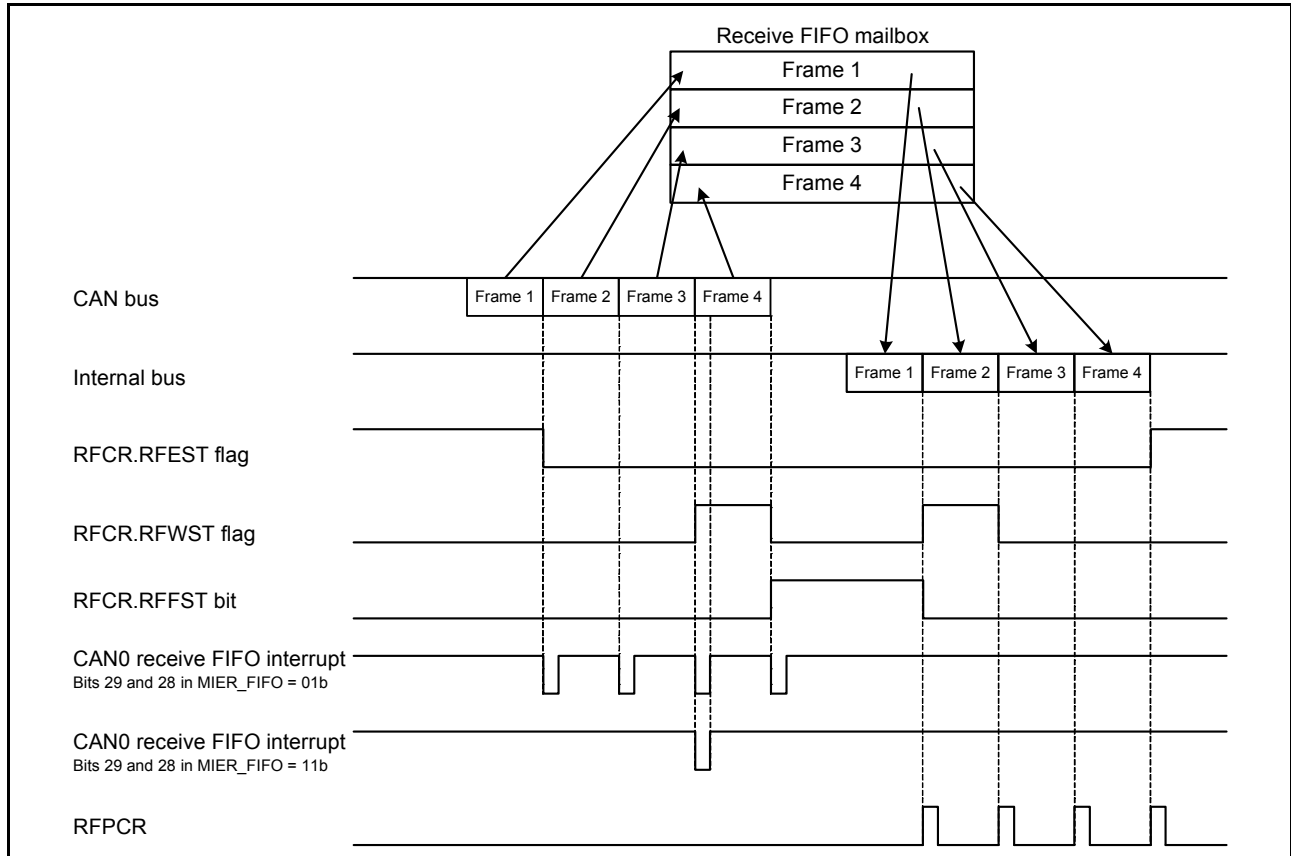 Receive FIFO mailbox
Frame 1
Frame 2
Frame 3
Frame 4
CAN bus
Frame 1 Frame 2 Frame 3 Frame 4
Internal bus
Frame 1 Frame 2 Frame 3 Frame 4
RFCR.RFEST flag
RFCR.RFWST flag
RFCR.RFFST bit
CAN0 receive FIFO interrupt
Bits 29 and 28 in MIER_FIFO = 01b
CAN0 receive FIFO interrupt
Bits 29 and 28 in MIER_FIFO = 11b
RFPCR